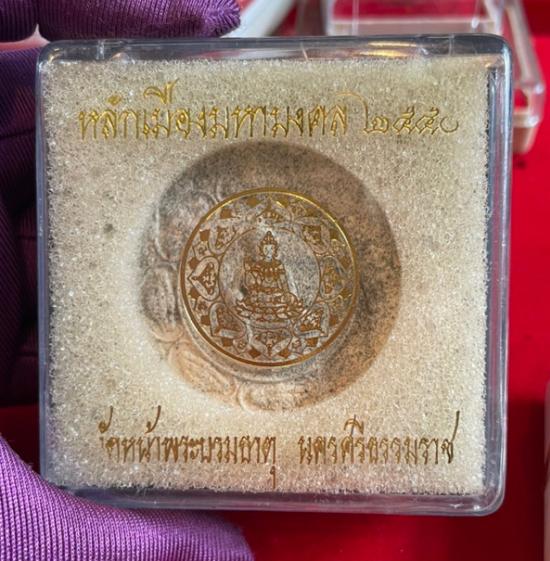 หลักเมืองมหามงคล ๒๕๕๐
วัดหน้าพระบรมธาตุ นครศรีธรรมราช